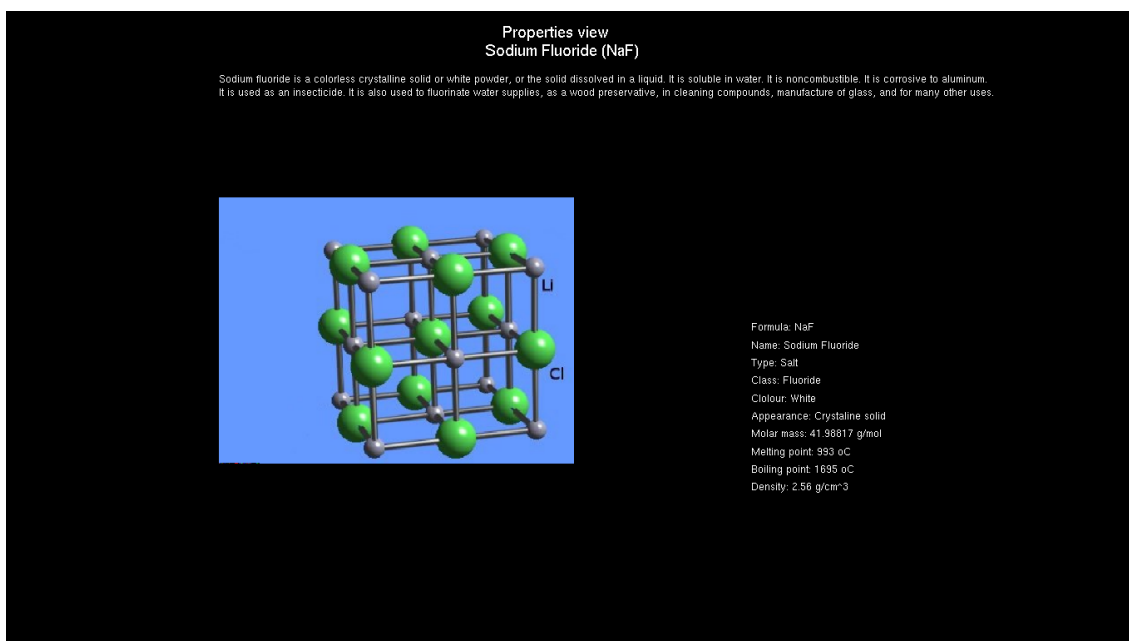 Properties view
Sodium Fluoride (NaF)
Sodium fluoride is a colorless crystalline solid or white powder, or the solid dissolved in a liquid. It is soluble in water. It is noncombustible. It is corrosive to aluminum.
It is used as an insecticide. It is also used to fluorinate water supplies, as a wood preservative, in cleaning compounds, manufacture of glass, and for many other uses.
Li
Cl
Formula: NaF
Name: Sodium Fluoride
Type: Salt
Class: Fluoride
Clolour: White
Appearance: Crystaline solid
Molar mass: 41.98817 g/mol
Melting point: 993 oC
Boiling point: 1695 oC
Density: 2.56 g/cm^3